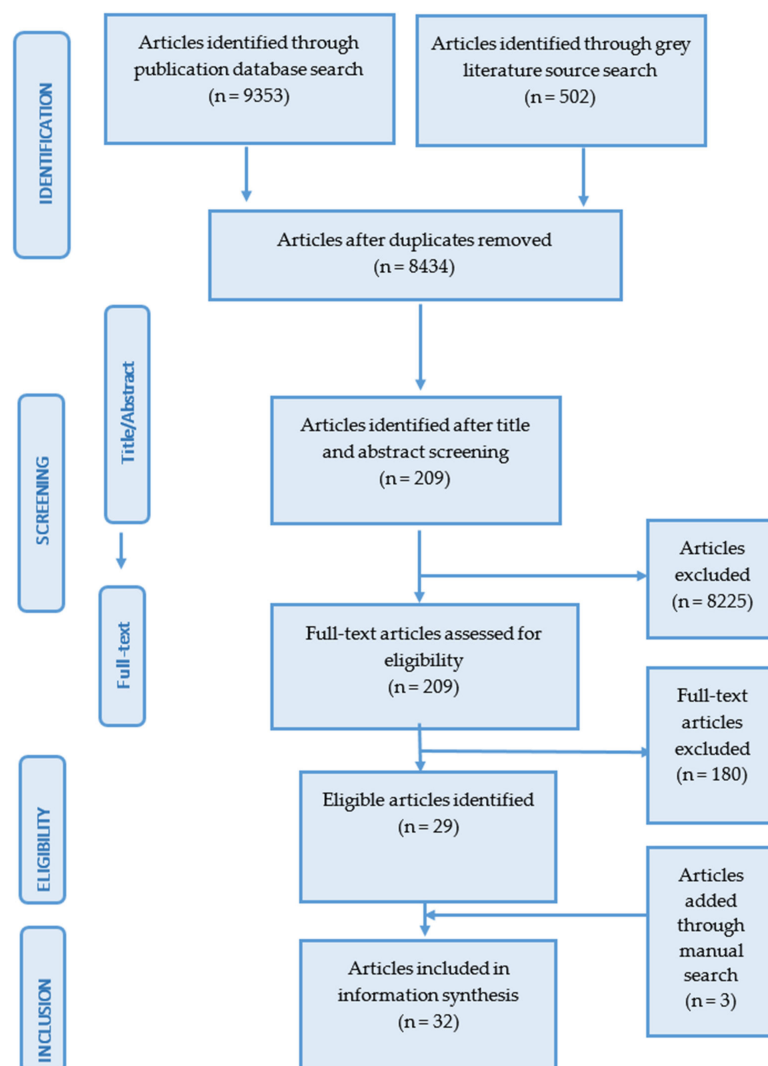 IDENTIFICATION
Articles identified through
publication database search
(n = 9353)
Articles identified through grey
literature source search
(n = 502)
Articles after duplicates removed
(n = 8434)
SCREENING
Title/Abstract
Articles identified after title
and abstract screening
(n = 209)
Articles
excluded
(n = 8225)
Full-text
Full-text articles assessed for
eligibility
(n = 209)
Full-text
articles
excluded
(n = 180)
ELIGIBILITY
Eligible articles identified
(n = 29)
Articles
added
through
manual
search
(n = 3)
INCLUSION
Articles included in
information synthesis
(n = 32)